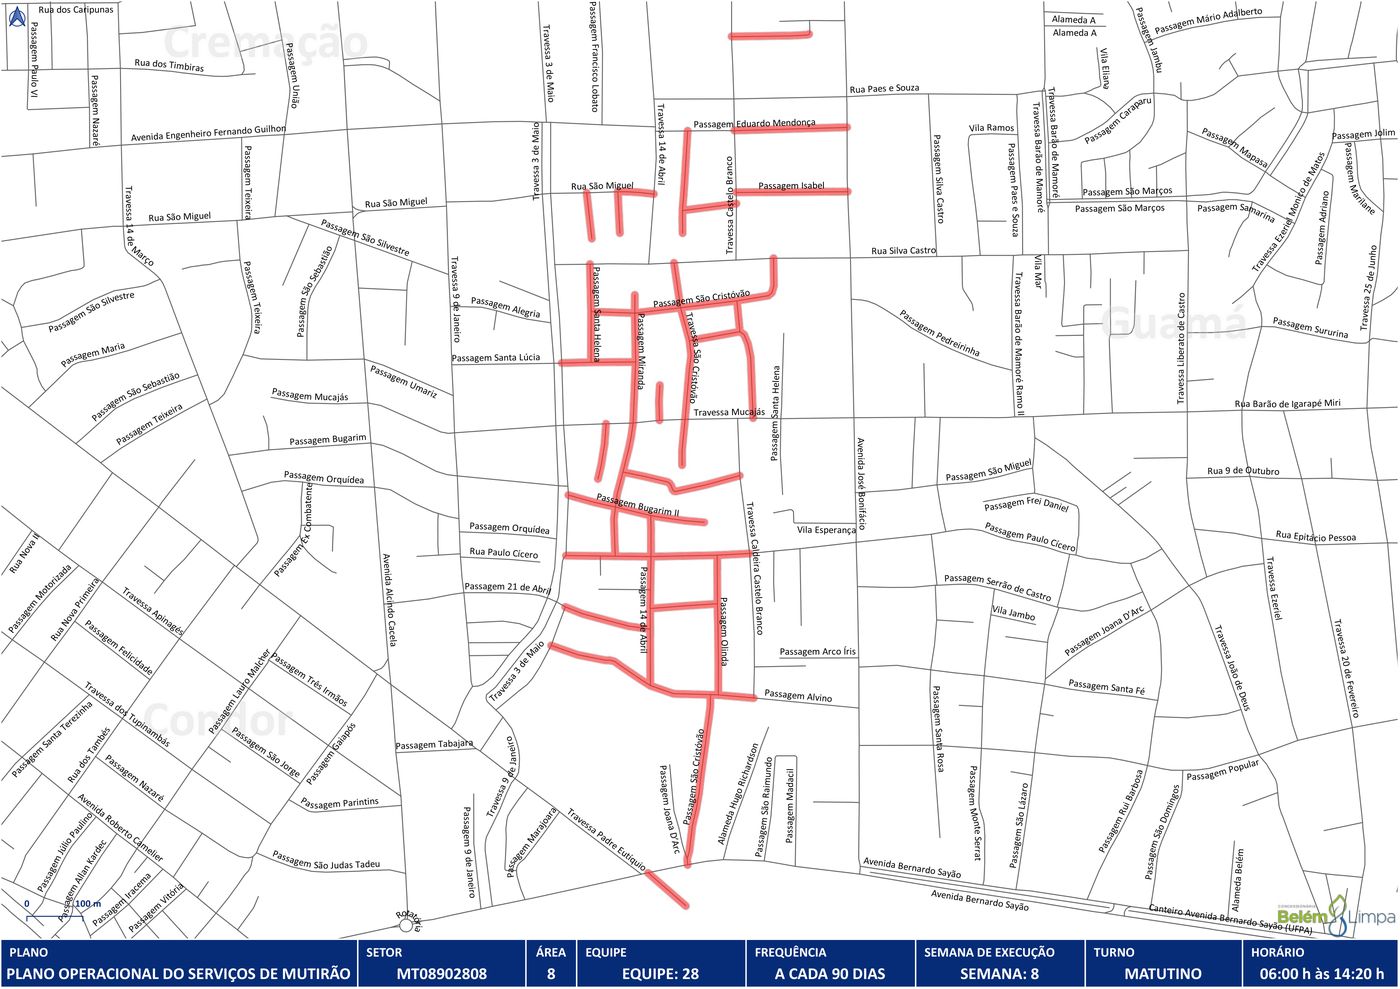 Rua dos Caripunas
Cremação
Passagem Paulo VI
Passagem Nazaré
Rua dos Timbiras
Passagem União
Avenida Engenheiro Fernando Guilhon
Passagem Teixeira
Travessa 14 de Março
Rua São Miguel
Rua São Miguel
Passagem São Silvestre
Passagem São Sebastião
Passagem Teixeira
Passagem São Silvestre
Passagem Maria
Passagem São Sebastião
Passagem Teixeira
Travessa 3 de Maio
Passagem Francisco Lobato
Travessa 3 de Maio
Travessa 14 de Abril
Rua São Miguel
Passagem Eduardo Mendonça
Travessa Castelo Branco
Passagem Isabel
Rua Paes e Souza
Alameda A
Alameda A
Passagem Mário Adalberto
Passagem Jambu
Vila Eliana
Travessa Barão de Mamoré
Travessa Barão de Mamoré
Passagem Caraparu
Vila Ramos
Passagem Silva Castro
Passagem Paes e Souza
Passagem Mapasa
Passagem Jolim
Passagem Marilane
Passagem São Marcos
Passagem São Marcos
Passagem Samarina
Travessa Ezeriel Moniço de Matos
Passagem Adriano
Travessa 25 de Junho
Rua Silva Castro
Vila Mar
Travessa Barão de Mamoré Ramo II
Guamá
Travessa Liberato de Castro
Passagem Sururina
Passagem Pedreirinha
Rua Barão de Igarapé Miri
Travessa 9 de Janeiro
Passagem Alegria
Passagem Santa Lúcia
Passagem Umariz
Passagem Mucajás
Passagem Bugarim
Passagem Orquídea
Passagem Ex Combatente
Passagem Santa Helena
Passagem Miranda
Passagem São Cristóvão
Travessa São Cristóvão
Travessa Mucajás
Passagem Santa Helena
Passagem Bugarim II
Avenida José Bonifácio
Passagem São Miguel
Passagem Frei Daniel
Passagem Paulo Cícero
Rua 9 de Outubro
Rua Epitácio Pessoa
Vila Esperança
Travessa Caldeira Castelo Branco
Passagem Orquídea
Rua Paulo Cícero
Passagem 21 de Abril
Avenida Alcindo Cacela
Passagem 14 de Abril
Passagem Olinda
Passagem Serrão de Castro
Vila Jambo
Passagem Joana D'Arc
Travessa Ezeriel
Travessa João de Deus
Travessa 20 de Fevereiro
Passagem Arco Íris
Passagem Alvino
Passagem Santa Fé
Passagem Santa Rosa
Passagem Popular
Rua Nova II
Passagem Motorizada
Rua Nova Primeira
Travessa Apinagés
Passagem Felicidade
Passagem Lauro Malcher
Passagem Três Irmãos
Condor
Travessa dos Tupinambás
Passagem Santa Terezinha
Rua dos Tambés
Passagem São Jorge
Passagem Galapós
Passagem Nazaré
Passagem Parintins
Avenida Roberto Camelier
Passagem Júlio Paulino
Passagem Allan Kardec
Passagem Iracema
Passagem Vitória
Passagem São Judas Tadeu
Travessa 3 de Maio
Passagem Tabajara
Travessa 9 de Janeiro
Passagem 9 de Janeiro
Passagem Marajoara
Travessa Padre Eutíquio
Passagem Joana D'Arc
Passagem São Cristóvão
Alameda Hugo Richardson
Passagem São Raimundo
Passagem Madacil
Avenida Bernardo Sayão
Avenida Bernardo Sayão
Passagem Monte Serrat
Passagem São Lázaro
Passagem Rui Barbosa
Passagem São Domingos
Alameda Belém
Canteiro Avenida Bernardo Sayão (UFPA)
0 100 m
Belém Limpa
PLANO
PLANO OPERACIONAL DO SERVIÇOS DE MUTIRÃO
SETOR
MT08902808
ÁREA
8
EQUIPE
EQUIPE: 28
FREQUÊNCIA
A CADA 90 DIAS
SEMANA DE EXECUÇÃO
SEMANA: 8
TURNO
MATUTINO
HORÁRIO
06:00 h às 14:20 h